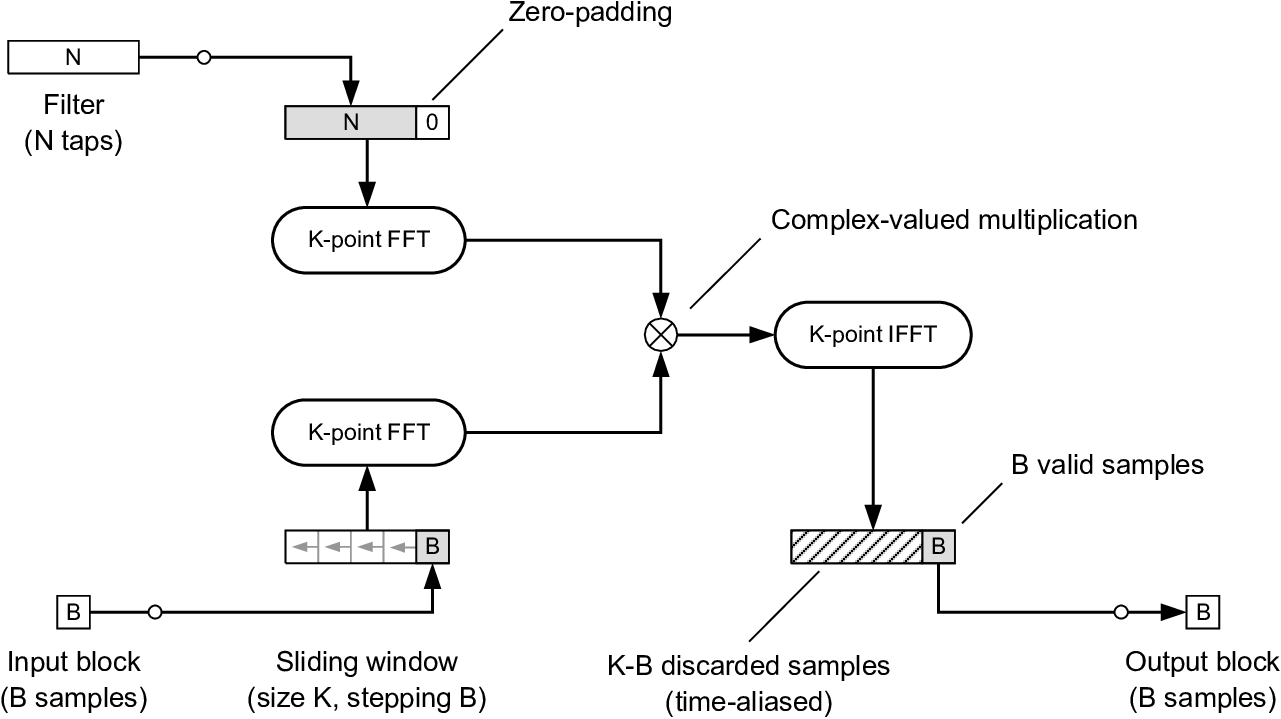 Zero-padding
N
Filter
(N taps)
N 0
K-point FFT
Complex-valued multiplication
K-point IFFT
K-point FFT
B valid samples
B
B
B
B
Input block
(B samples)
Sliding window
(size K, stepping B)
K-B discarded samples
(time-aliased)
Output block
(B samples)